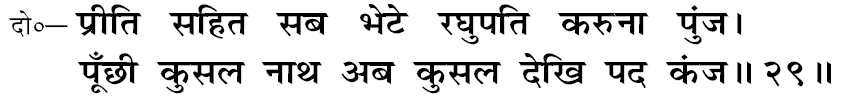 दो०— प्रीति सहित सब भेटे रघुपति करुना पुंज।
पूँछी कुसल नाथ अब कुसल देखि पद कंज॥ २९॥